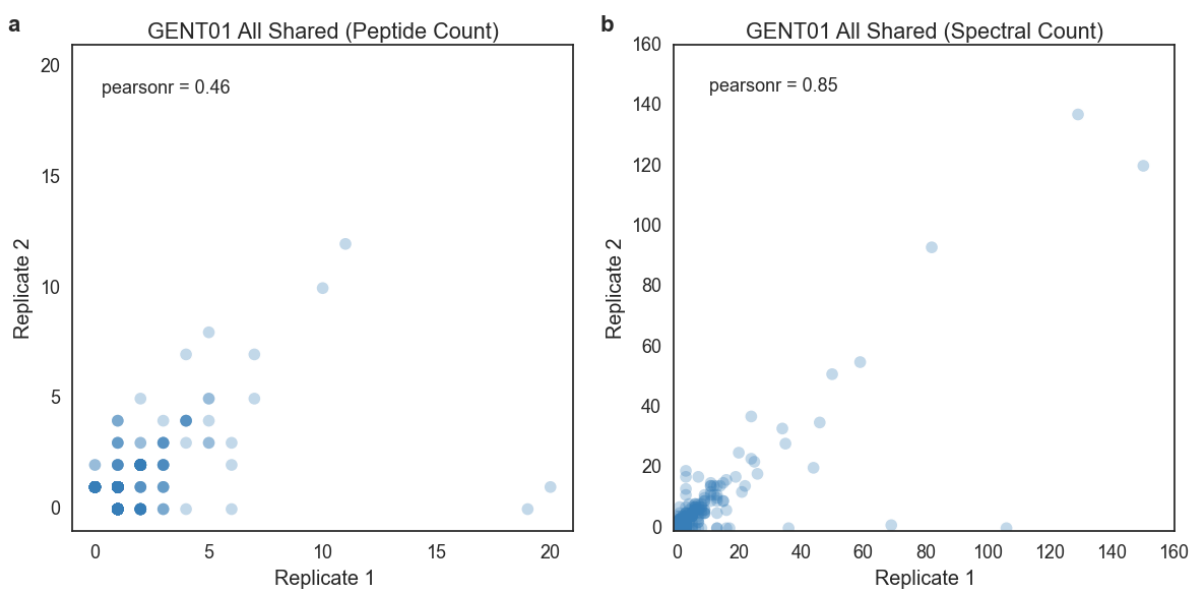 a
GENT01 All Shared (Peptide Count)
pearsonr = 0.46
20
15
10
5
0
Replicate 2
0
5
10
15
20
Replicate 1
b
GENT01 All Shared (Spectral Count)
pearsonr = 0.85
160
140
120
100
80
60
40
20
0
Replicate 2
0
20
40
60
80
100
120
140
160
Replicate 1